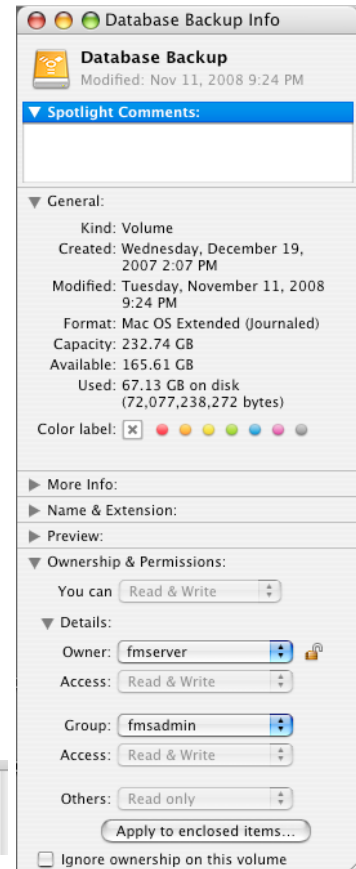 Database Backup Info
Database Backup
Modified: Nov 11, 2008 9:24 PM
Spotlight Comments:
General:
Kind: Volume
Created: Wednesday, December 19,
2007 2:07 PM
Modified: Tuesday, November 11, 2008
9:24 PM
Format: Mac OS Extended (Journaled)
Capacity: 232.74 GB
Available: 165.61 GB
Used: 67.13 GB on disk
(72,077,238,272 bytes)
Color label:
More Info:
Name & Extension:
Preview:
Ownership & Permissions:
You can Read & Write
Details:
Owner: fmserver
Access: Read & Write
Group: fmsadmin
Access: Read & Write
Others: Read only
Apply to enclosed items...
Ignore ownership on this volume